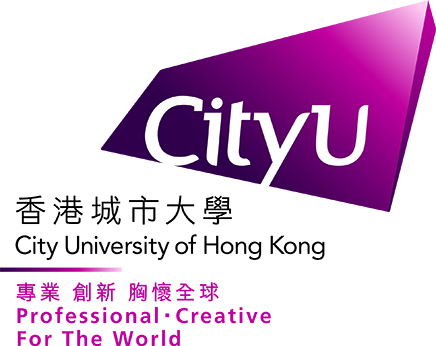 CityU
香港城市大學
City University of Hong Kong
專業 創新 胸懷全球
Professional·Creative
For The World